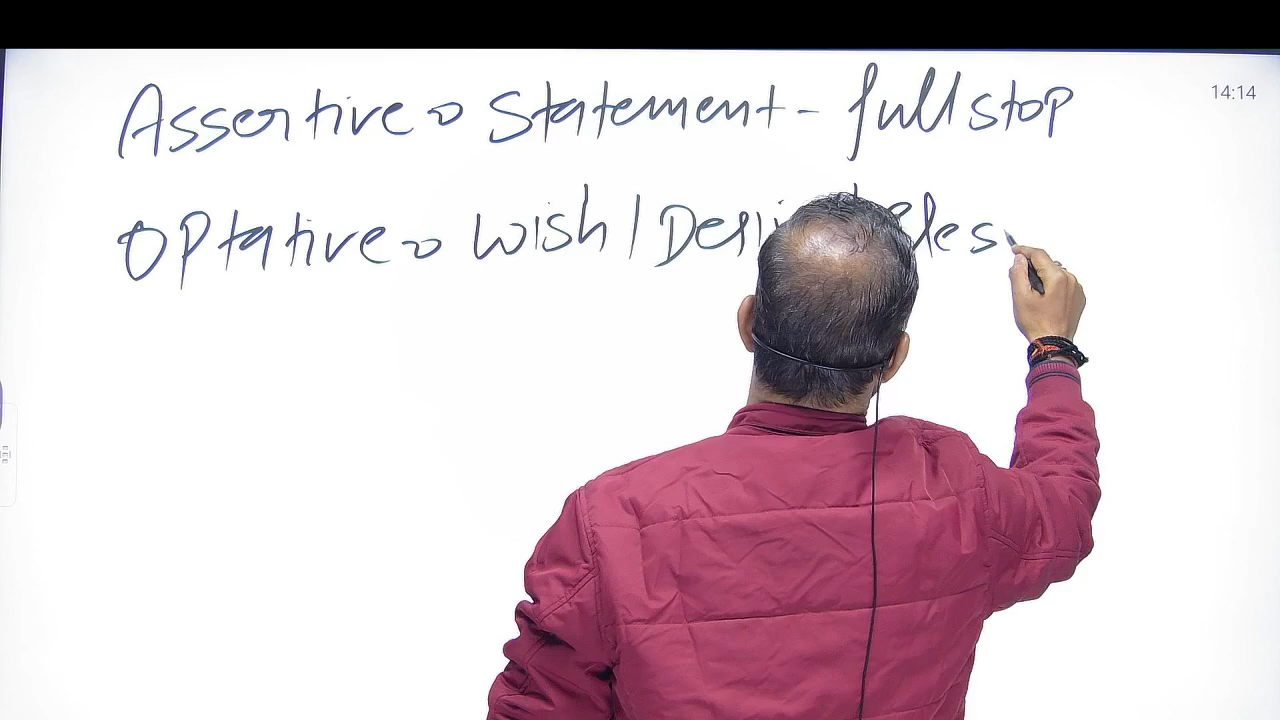 Assertive → Statement - full stop
14:14
Optative → Wish / Desi